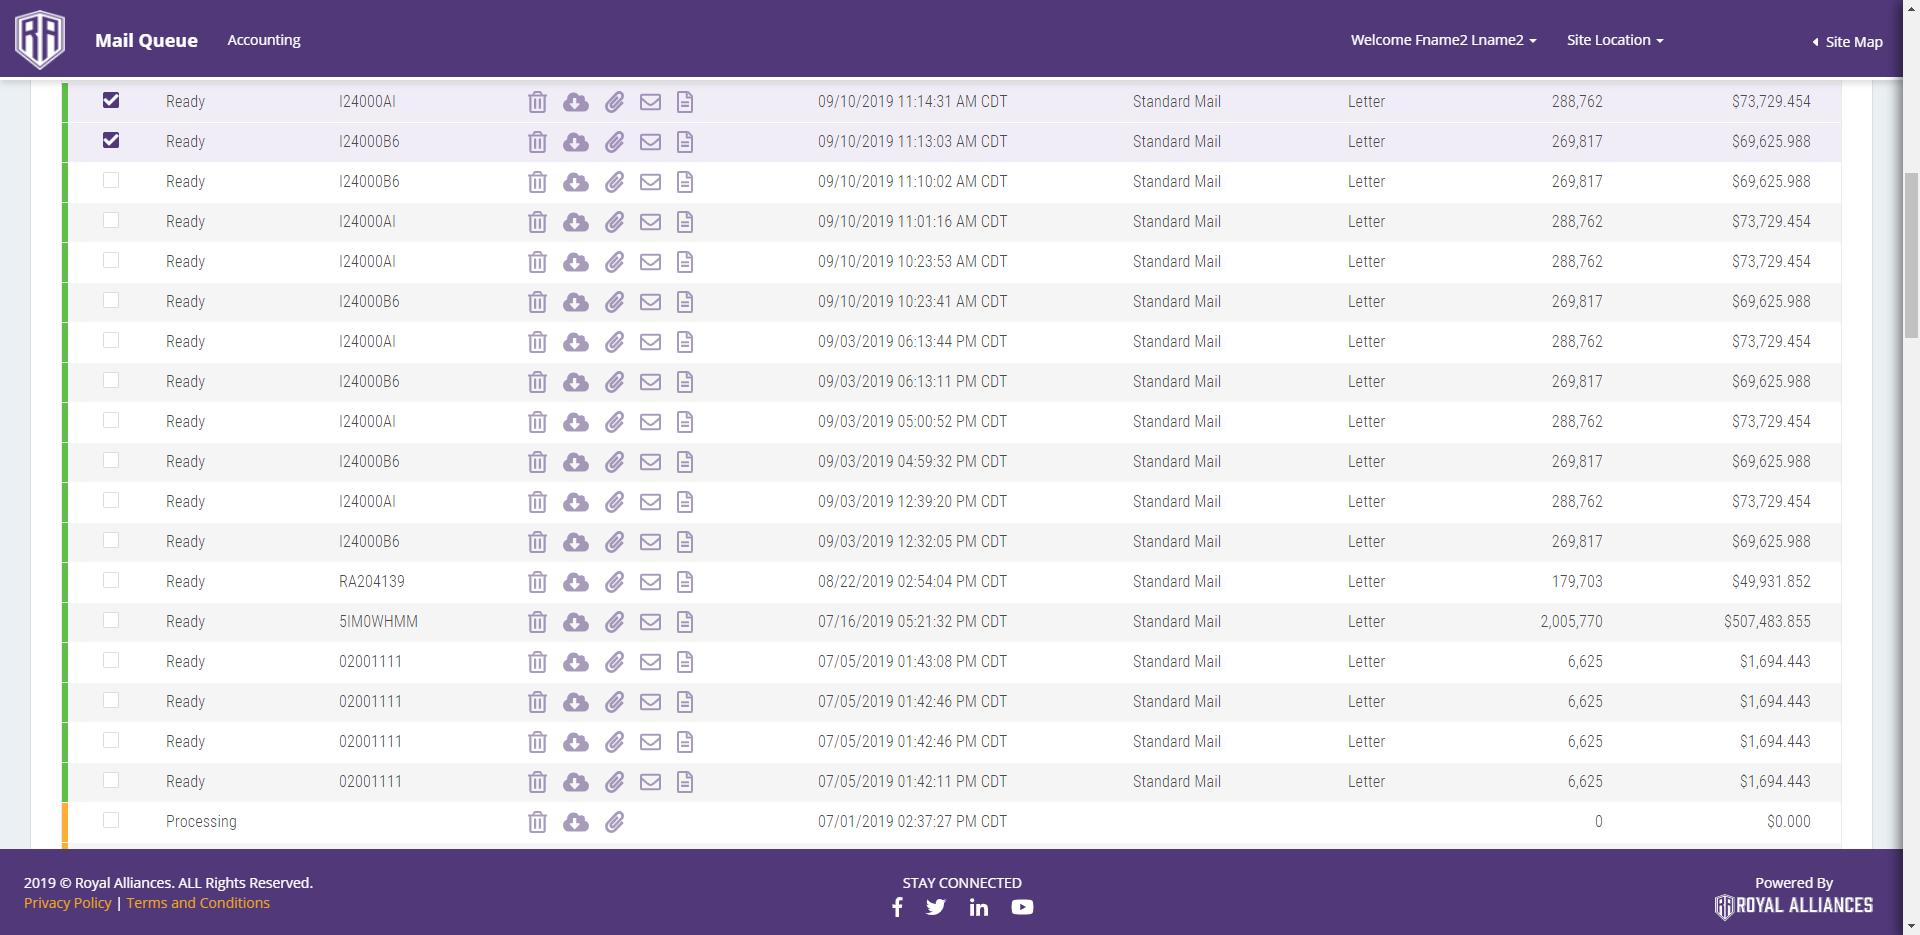 RA Mail Queue Accounting Welcome Fname2 Lname2 Site Location Site Map
Ready I24000AI 09/10/2019 11:14:31 AM CDT Standard Mail Letter 288,762 $73,729.454
Ready I24000B6 09/10/2019 11:13:03 AM CDT Standard Mail Letter 269,817 $69,625.988
Ready I24000B6 09/10/2019 11:10:02 AM CDT Standard Mail Letter 269,817 $69,625.988
Ready I24000AI 09/10/2019 11:01:16 AM CDT Standard Mail Letter 288,762 $73,729.454
Ready I24000AI 09/10/2019 10:23:53 AM CDT Standard Mail Letter 288,762 $73,729.454
Ready I24000B6 09/10/2019 10:23:41 AM CDT Standard Mail Letter 269,817 $69,625.988
Ready I24000AI 09/03/2019 06:13:44 PM CDT Standard Mail Letter 288,762 $73,729.454
Ready I24000B6 09/03/2019 06:13:11 PM CDT Standard Mail Letter 269,817 $69,625.988
Ready I24000AI 09/03/2019 05:00:52 PM CDT Standard Mail Letter 288,762 $73,729.454
Ready I24000B6 09/03/2019 04:59:32 PM CDT Standard Mail Letter 269,817 $69,625.988
Ready I24000AI 09/03/2019 12:39:20 PM CDT Standard Mail Letter 288,762 $73,729.454
Ready I24000B6 09/03/2019 12:32:05 PM CDT Standard Mail Letter 269,817 $69,625.988
Ready RA204139 08/22/2019 02:54:04 PM CDT Standard Mail Letter 179,703 $49,931.852
Ready 5IM0WHMM 07/16/2019 05:21:32 PM CDT Standard Mail Letter 2,005,770 $507,483.855
Ready 02001111 07/05/2019 01:43:08 PM CDT Standard Mail Letter 6,625 $1,694.443
Ready 02001111 07/05/2019 01:42:46 PM CDT Standard Mail Letter 6,625 $1,694.443
Ready 02001111 07/05/2019 01:42:46 PM CDT Standard Mail Letter 6,625 $1,694.443
Ready 02001111 07/05/2019 01:42:11 PM CDT Standard Mail Letter 6,625 $1,694.443
Processing 07/01/2019 02:37:27 PM CDT 0 $0.000
2019 © Royal Alliances. ALL Rights Reserved. STAY CONNECTED Powered By
Privacy Policy | Terms and Conditions RA ROYAL ALLIANCES